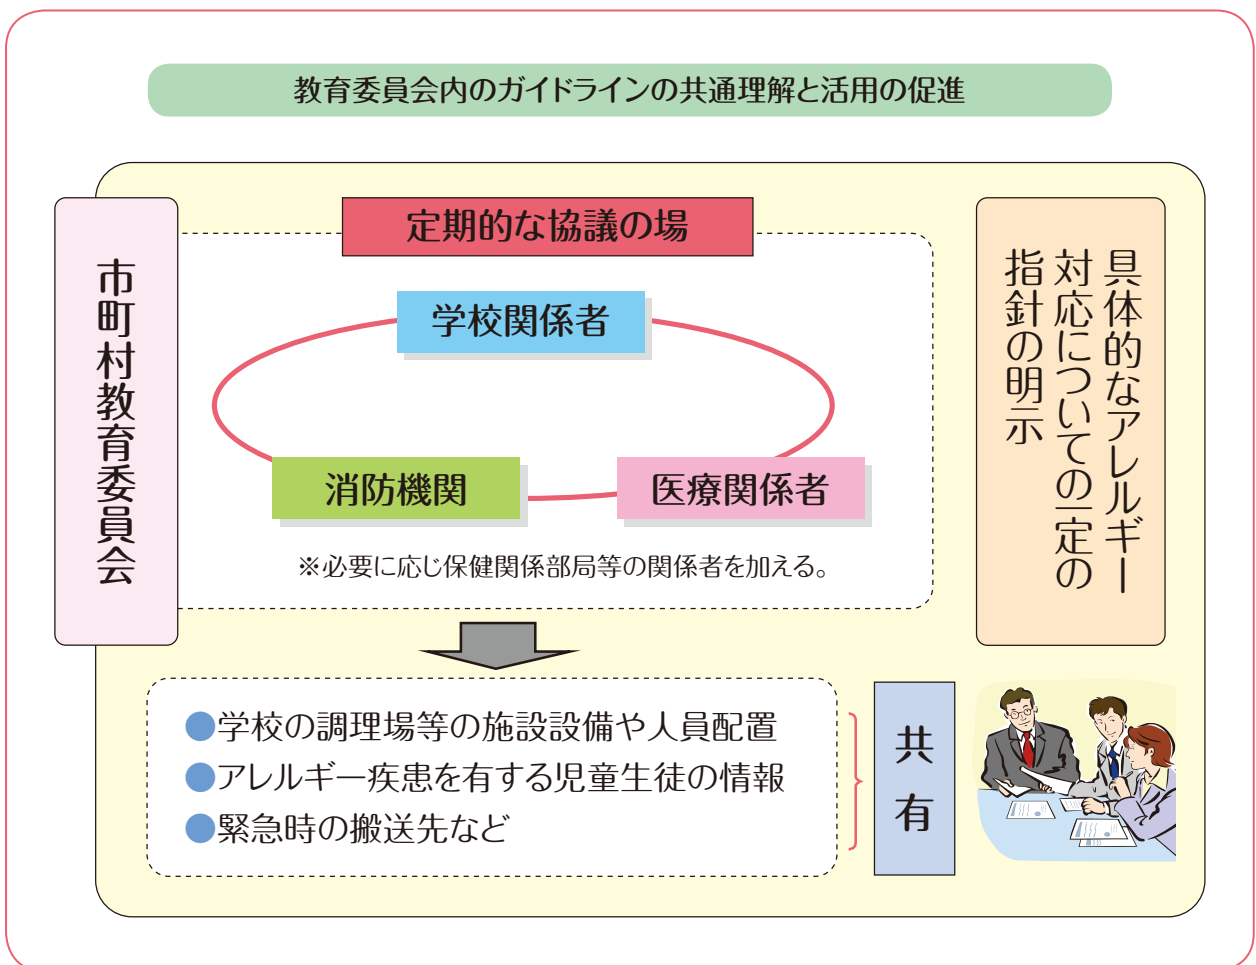 教育委員会内のガイドラインの共通理解と活用の促進
市町村教育委員会
定期的な協議の場
学校関係者
消防機関
医療関係者
※必要に応じ保健関係部局等の関係者を加える。
具体的なアレルギー
対応についての一定の
指針の明示
●学校の調理場等の施設設備や人員配置
●アレルギー疾患を有する児童生徒の情報
●緊急時の搬送先など
共有